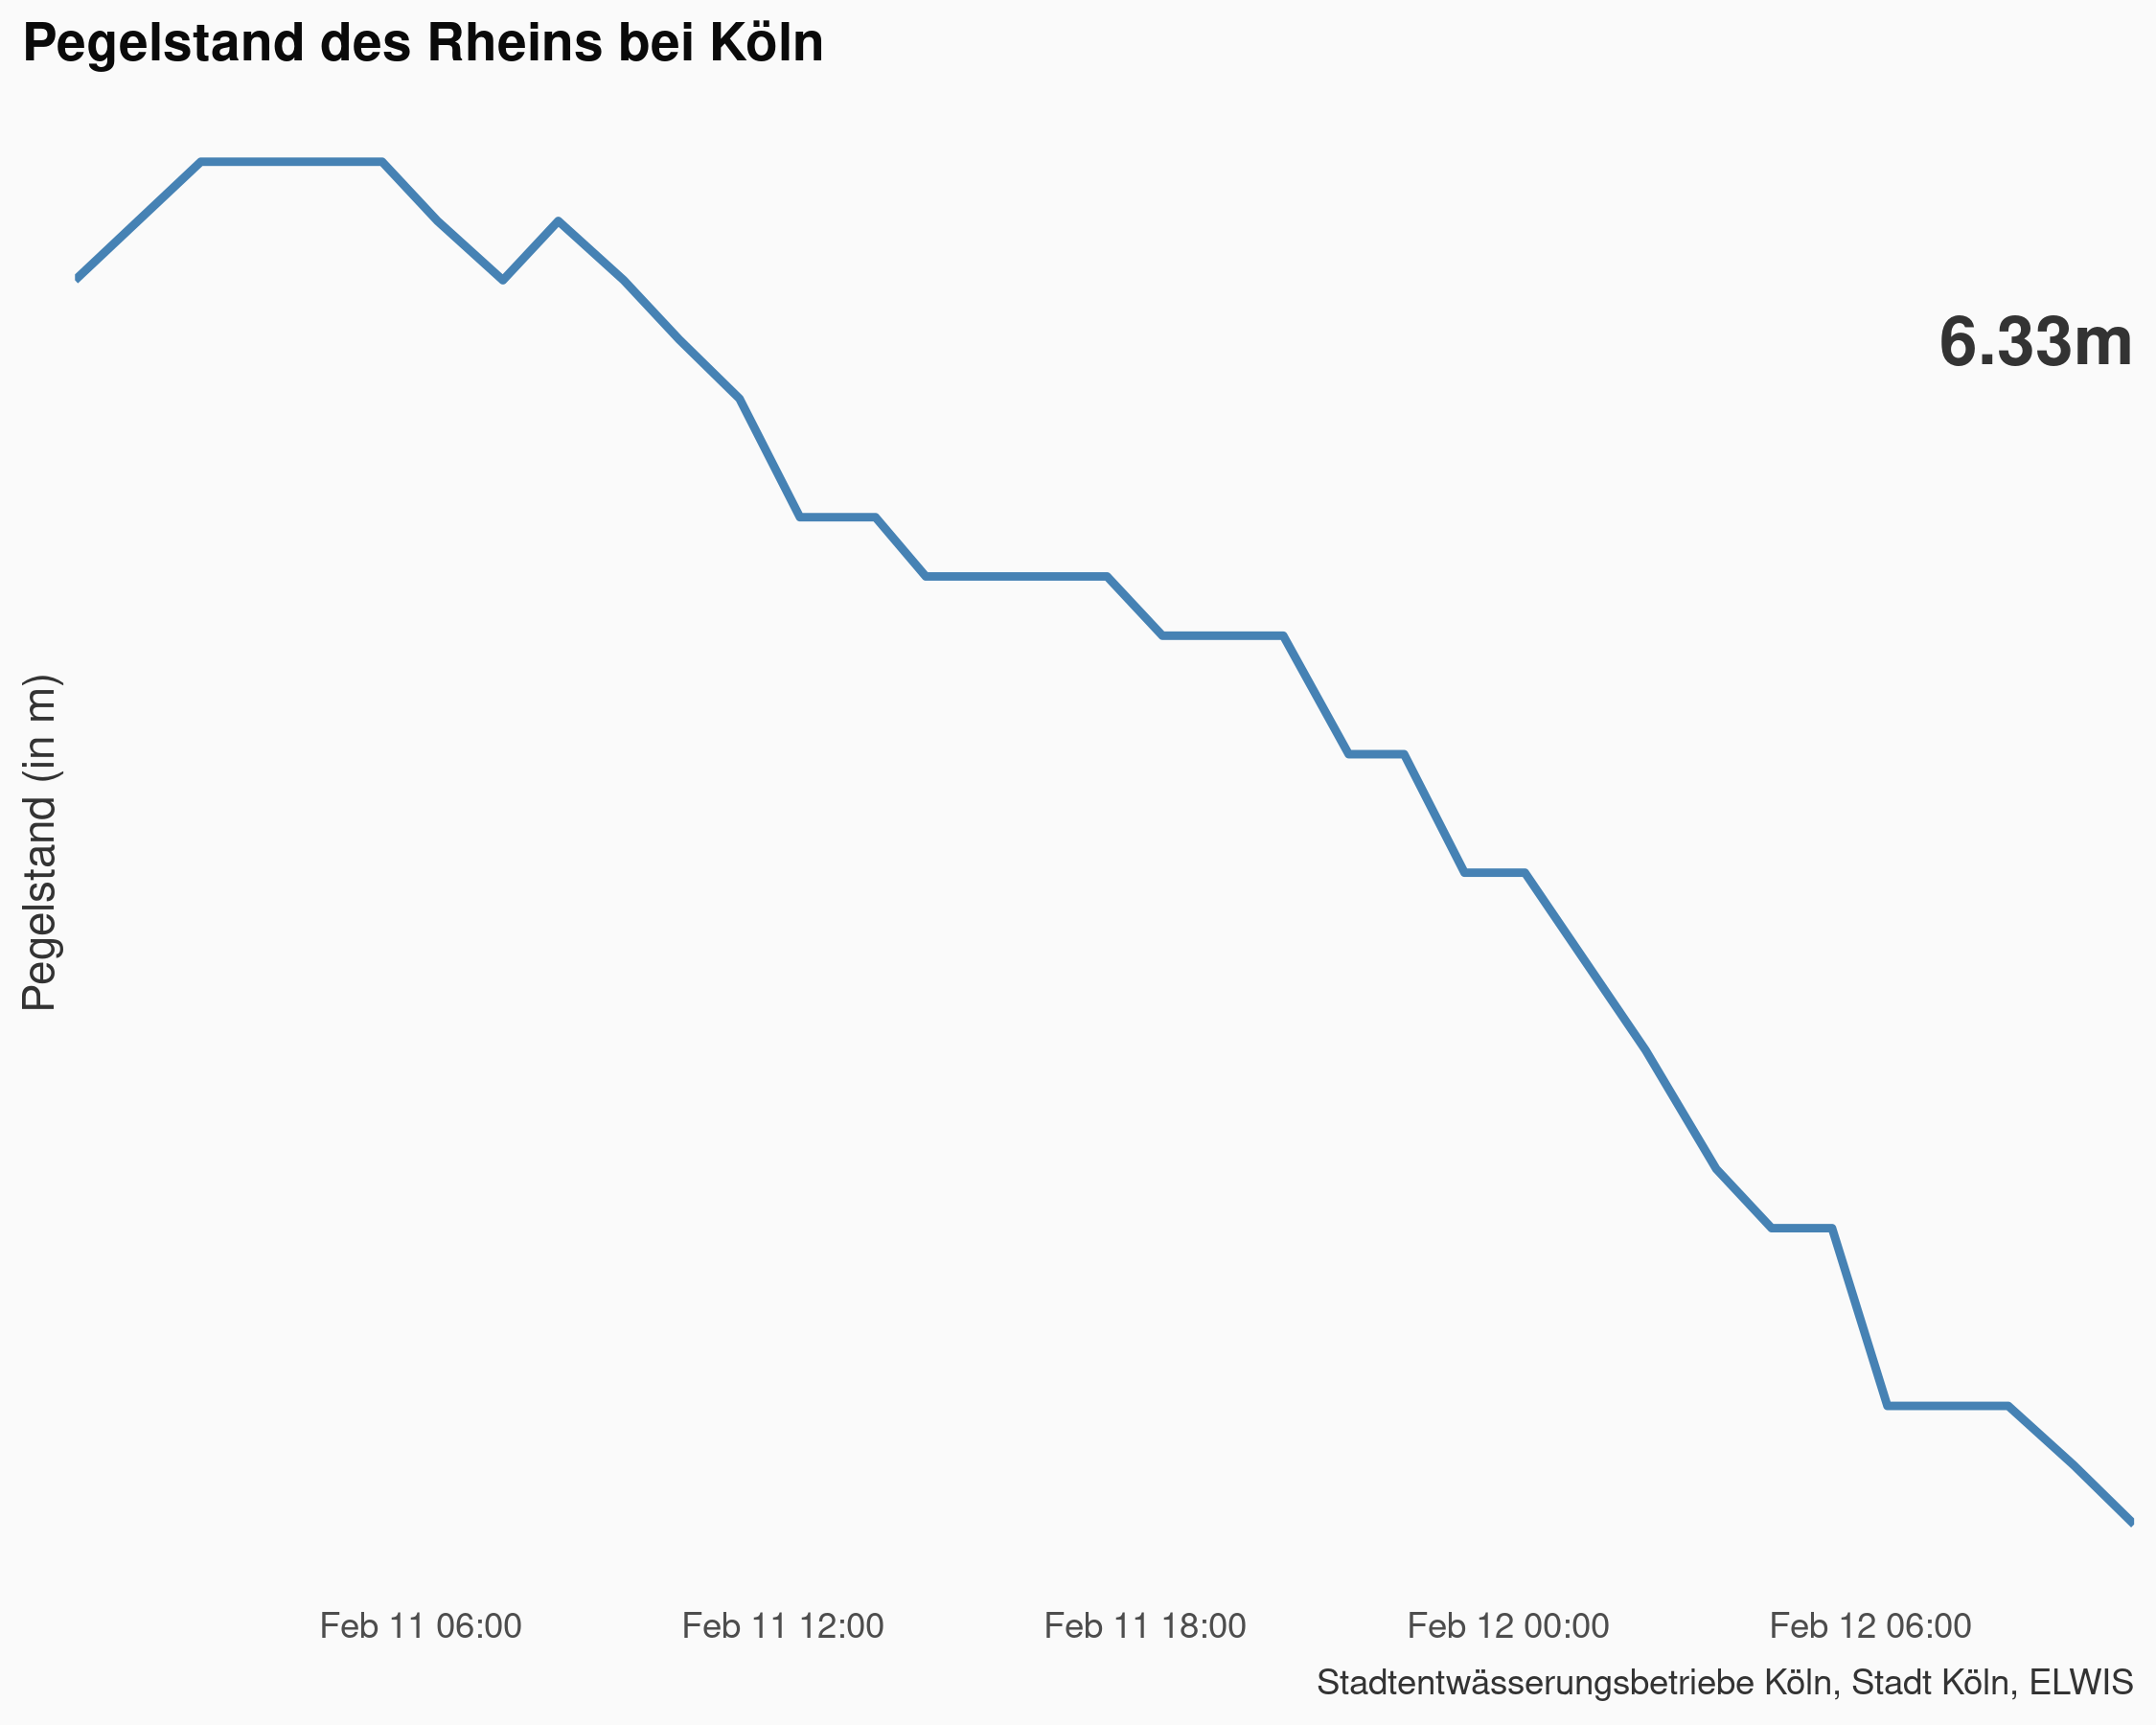 Pegelstand des Rheins bei Köln
6.33m
Pegelstand (in m)
Feb 11 06:00
Feb 11 12:00
Feb 11 18:00
Feb 12 00:00
Feb 12 06:00
Stadtentwässerungsbetriebe Köln, Stadt Köln, ELWIS